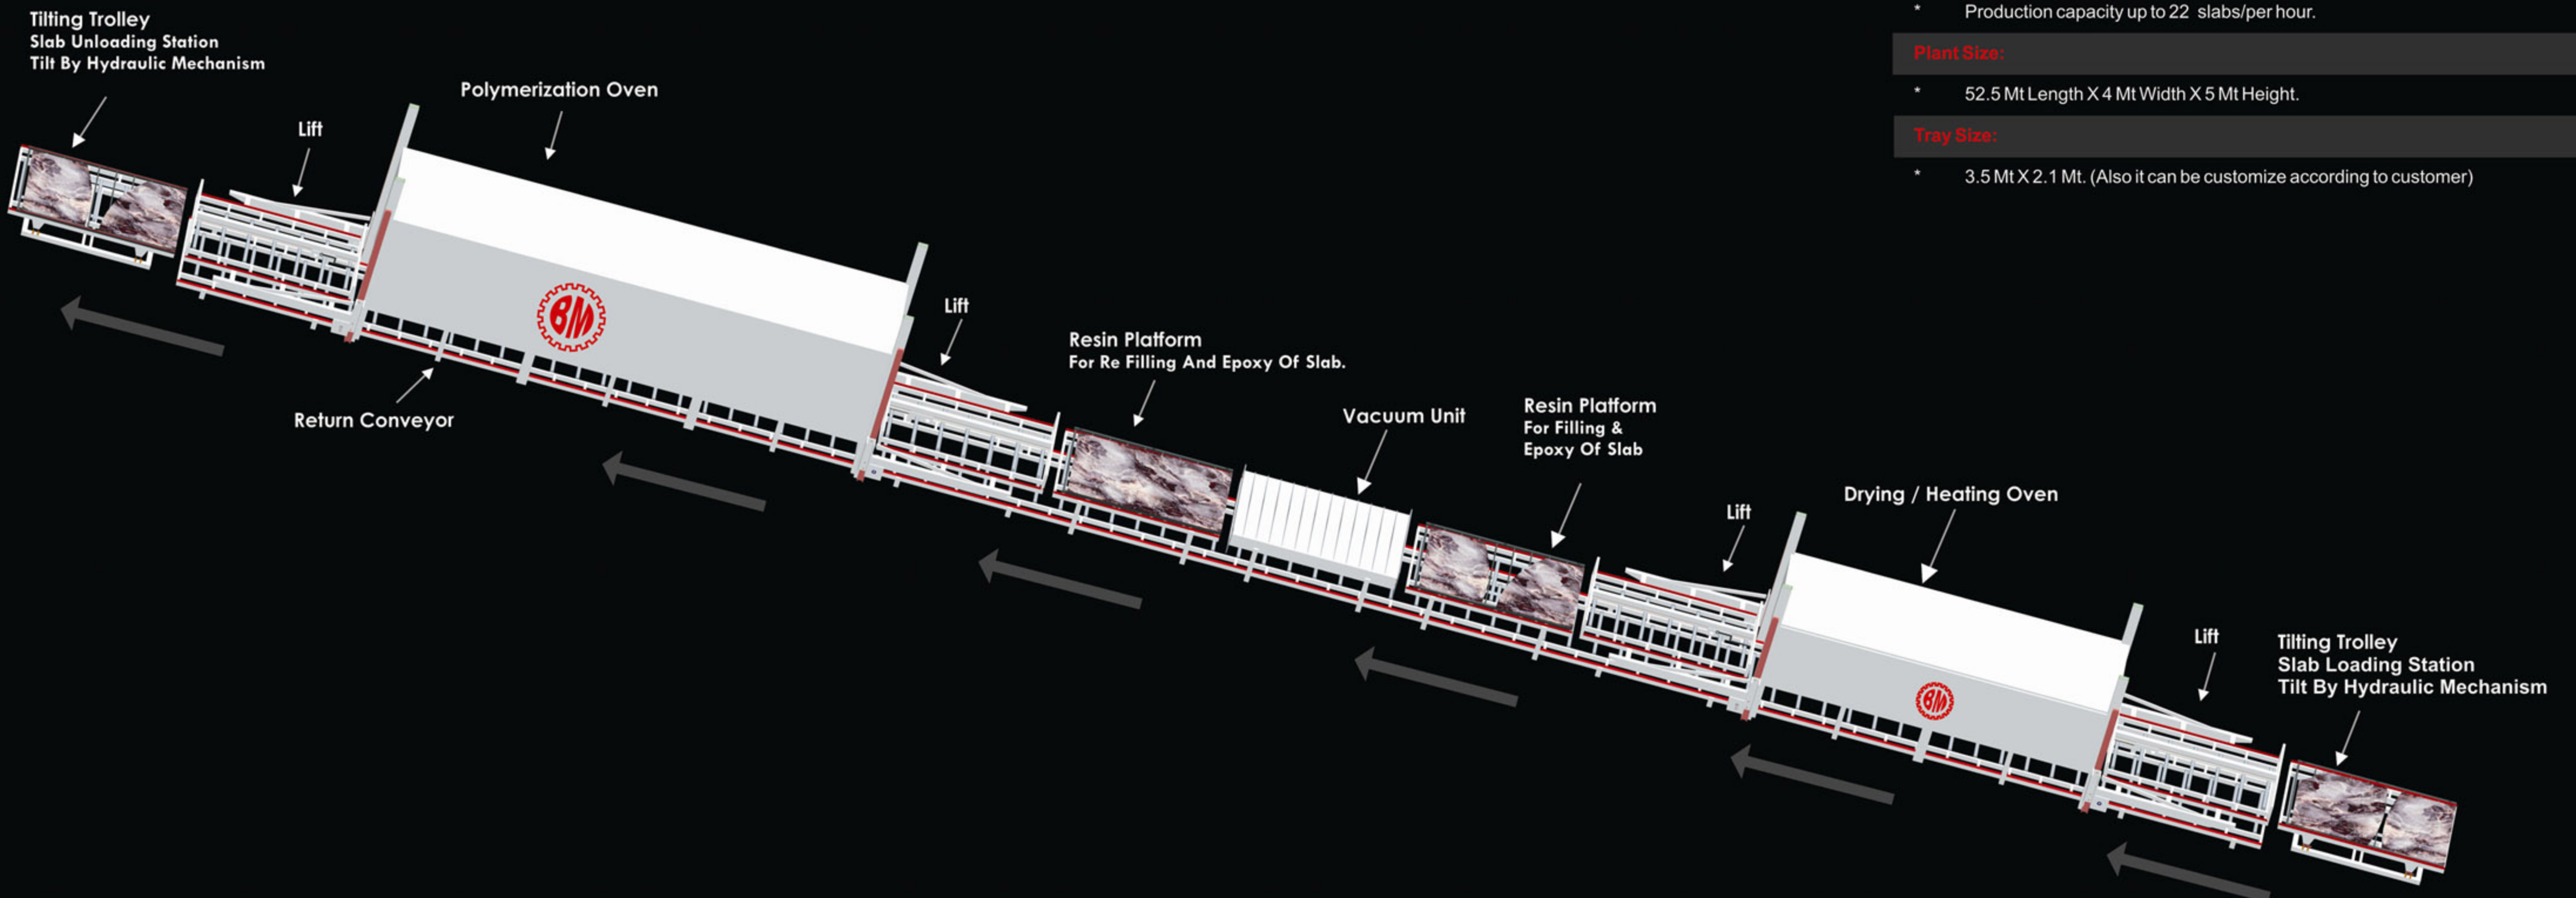 Tilting Trolley
Slab Unloading Station
Tilt By Hydraulic Mechanism
Polymerization Oven
Lift
BM
Return Conveyor
Lift
Resin Platform
For Re Filling And Epoxy Of Slab.
Vacuum Unit
Resin Platform
For Filling &
Epoxy Of Slab
Lift
Drying / Heating Oven
BM
Lift
Tilting Trolley
Slab Loading Station
Tilt By Hydraulic Mechanism
* Production capacity up to 22 slabs/per hour.
Plant Size:
* 52.5 Mt Length X 4 Mt Width X 5 Mt Height.
Tray Size:
* 3.5 Mt X 2.1 Mt. (Also it can be customize according to customer)